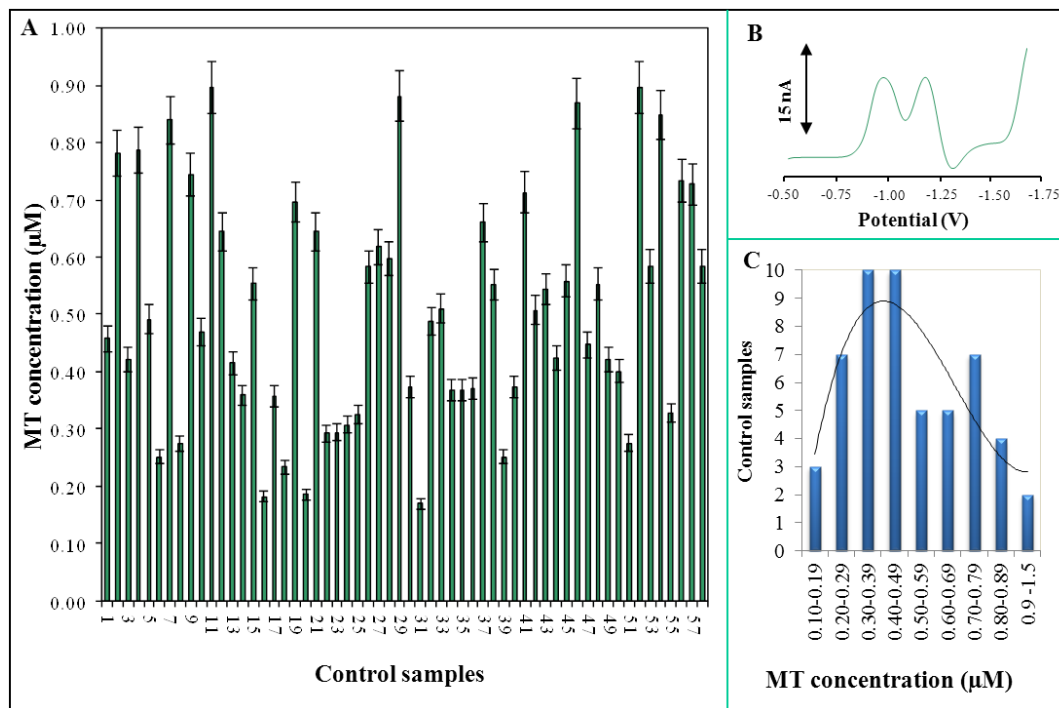 A
MT concentration (µM)
1.00
0.90
0.80
0.70
0.60
0.50
0.40
0.30
0.20
0.10
0.00
1 3 5 7 9 11 13 15 17 19 21 23 25 27 29 31 33 35 37 39 41 43 45 47 49 51 53 55 57
Control samples
B
15 nA
-0.50 -0.75 -1.00 -1.25 -1.50 -1.75
Potential (V)
C
Control samples
10
9
8
7
6
5
4
3
2
1
0
0.10-0.19
0.20-0.29
0.30-0.39
0.40-0.49
0.50-0.59
0.60-0.69
0.70-0.79
0.80-0.89
0.9 -1.5
MT concentration (µM)